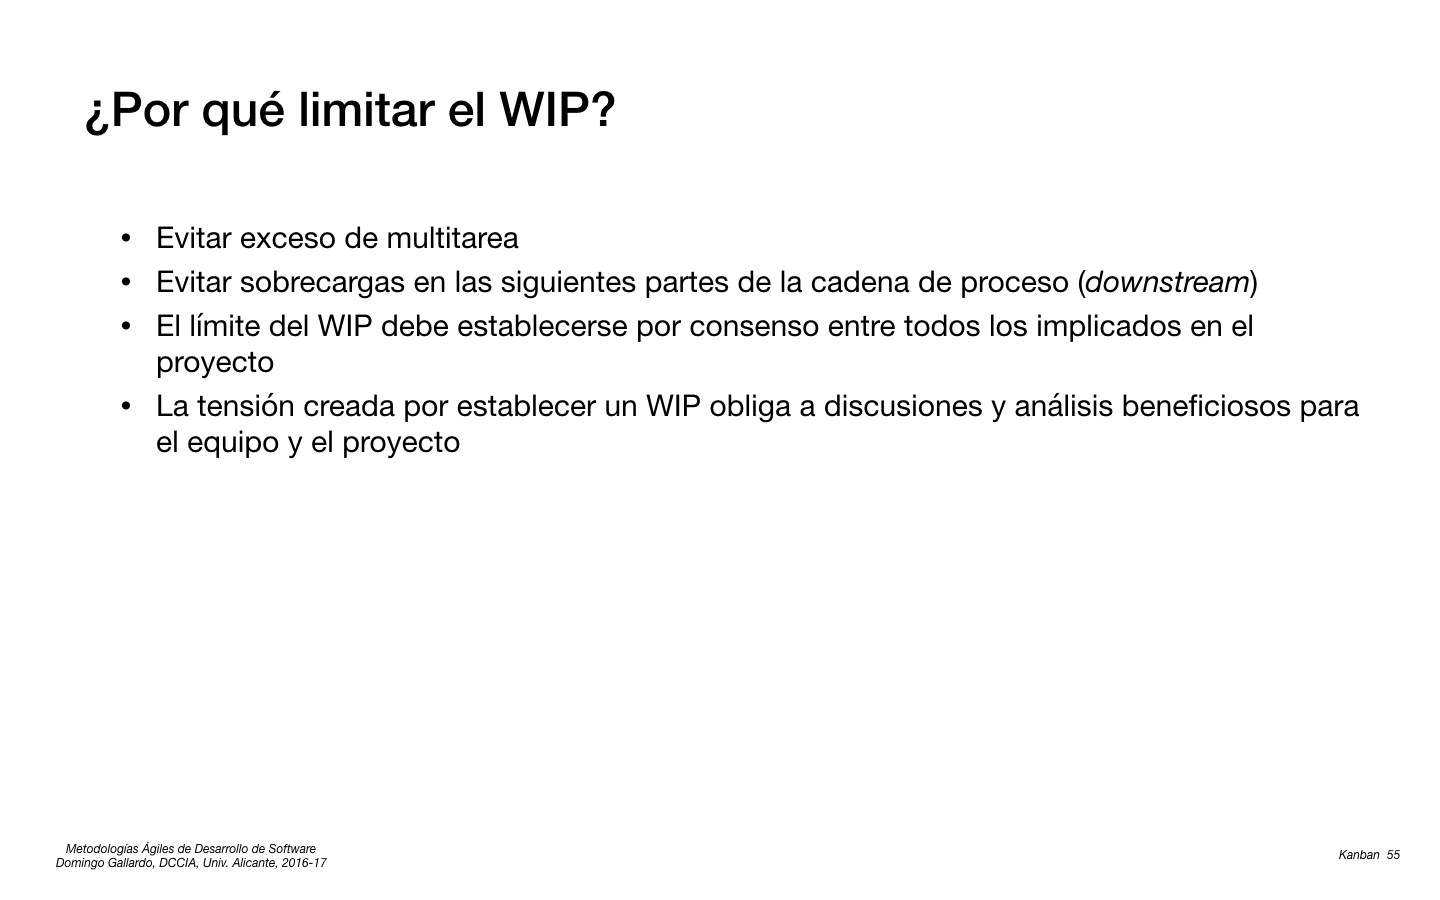 ¿Por qué limitar el WIP?
• Evitar exceso de multitarea
• Evitar sobrecargas en las siguientes partes de la cadena de proceso (downstream)
• El límite del WIP debe establecerse por consenso entre todos los implicados en el
proyecto
• La tensión creada por establecer un WIP obliga a discusiones y análisis beneficiosos para
el equipo y el proyecto
Metodologías Ágiles de Desarrollo de Software
Domingo Gallardo, DCCIA, Univ. Alicante, 2016-17
Kanban 55